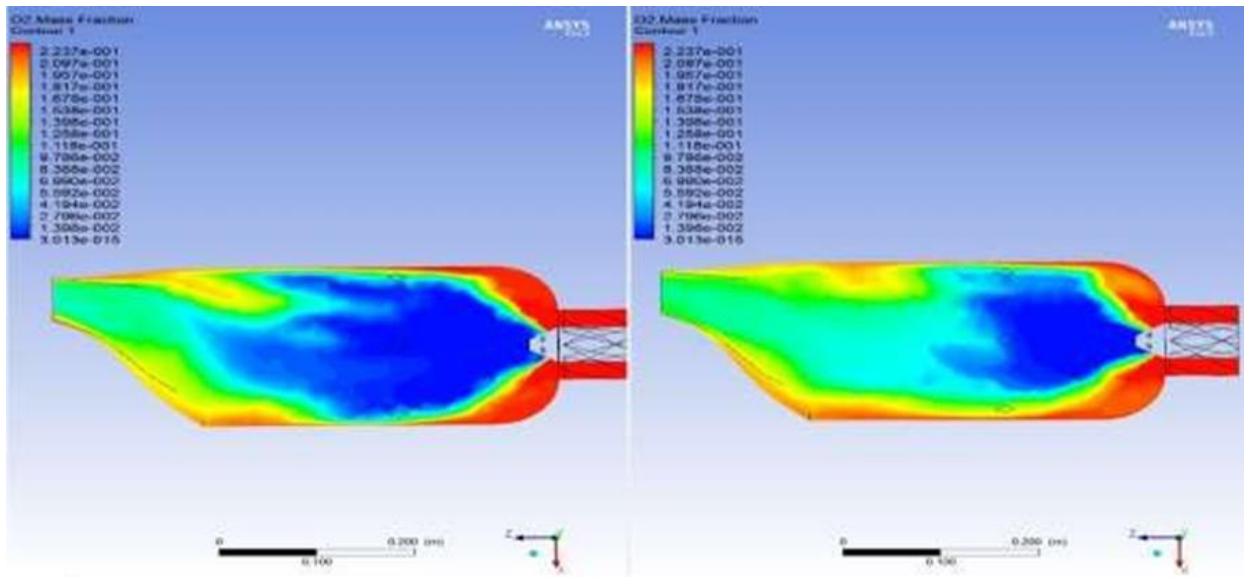 O2.Mass Fraction
Contour 1
2.237e-001
2.097e-001
1.957e-001
1.817e-001
1.678e-001
1.538e-001
1.398e-001
1.258e-001
1.118e-001
9.786e-002
8.388e-002
6.990e-002
5.592e-002
4.194e-002
2.796e-002
1.398e-002
3.013e-015
ANSYS
0
0.200 (m)
0.100
Z
Y
X
O2.Mass Fraction
Contour 1
2.237e-001
2.097e-001
1.957e-001
1.817e-001
1.678e-001
1.538e-001
1.398e-001
1.258e-001
1.118e-001
9.786e-002
8.388e-002
6.990e-002
5.592e-002
4.194e-002
2.796e-002
1.398e-002
3.013e-015
ANSYS
0
0.200 (m)
0.100
Z
Y
X